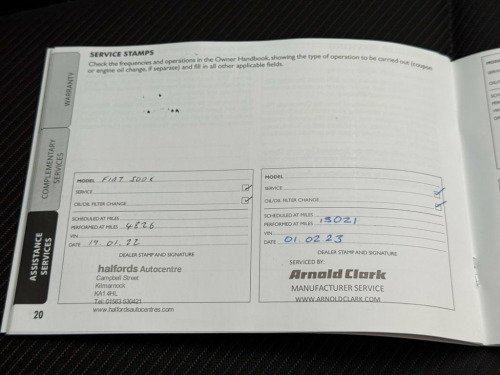 SERVICE STAMPS
Check the frequencies and operations in the Owner Handbook, showing the type of operation to be carried out (coupon
or engine oil change, if separate) and fill in all other applicable fields.
WARRANTY
COMPLEMENTARY
SERVICES
ASSISTANCE
SERVICES
MODEL FIAT 500X
SERVICE
OIL/OIL FILTER CHANGE
SCHEDULED AT MILES
PERFORMED AT MILES 4826
VIN
DATE 19.01.22
DEALER STAMP AND SIGNATURE
halfords Autocentre
Campbell Street
Kilmarnock
KA1 4HL
Tel: 01563 530421
www.halfordsautocentres.com
MODEL
SERVICE
OIL/OIL FILTER CHANGE
SCHEDULED AT MILES
PERFORMED AT MILES 13021
VIN
DATE 01 02.23
DEALER STAMP AND SIGNATURE
SERVICED BY:
Arnold Clark
MANUFACTURER SERVICE
WWW.ARNOLDCLARK.COM
20